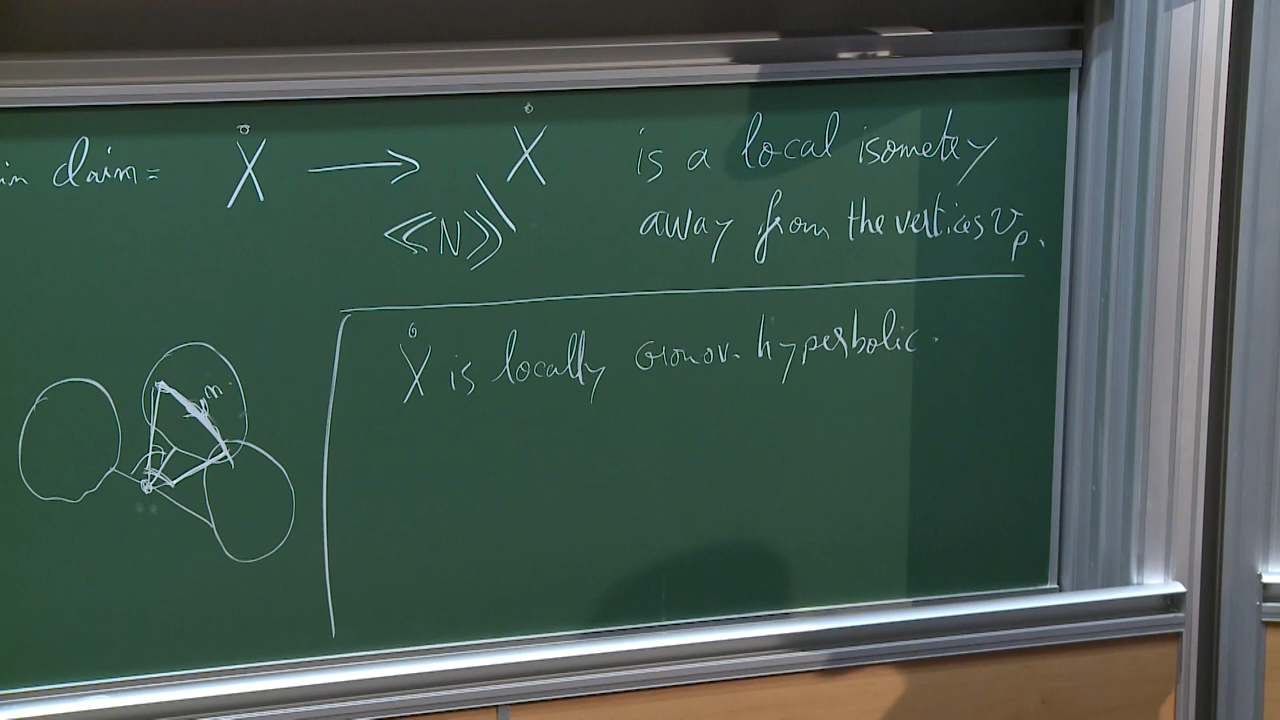 in claim = X̊ ⟶ ⟪N⟫\X̊ is a local isometry
away from the vertices v_p.
X̊ is locally Gromov. hyperbolic.
m.